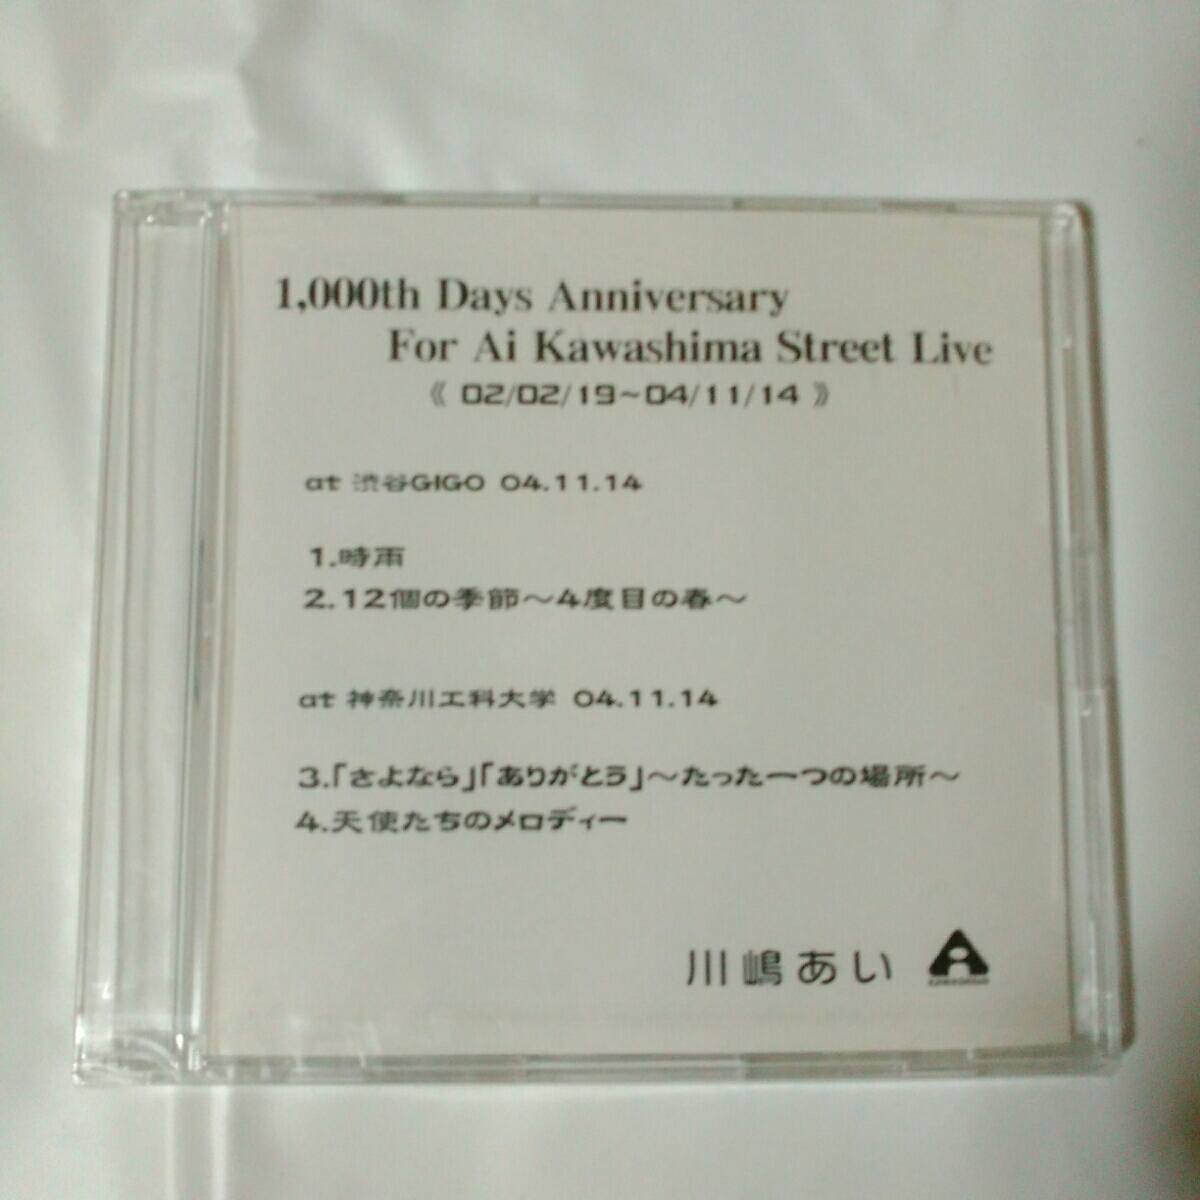 1,000th Days Anniversary
For Ai Kawashima Street Live
《 02/02/19~04/11/14 》
at 渋谷GIGO 04.11.14
1.時雨
2.12個の季節～4度目の春～
at 神奈川工科大学 04.11.14
3.「さよなら」「ありがとう」～たった一つの場所～
4.天使たちのメロディー
川嶋あい